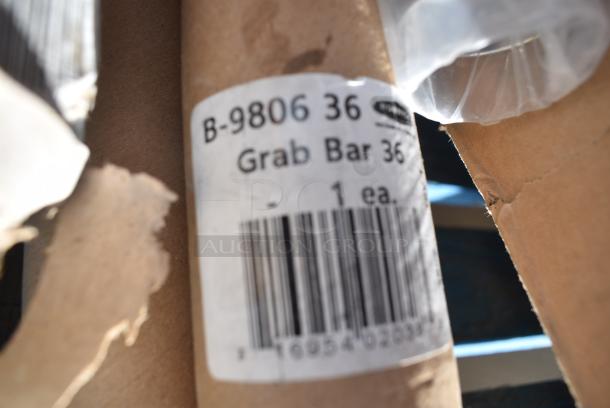 B-9806 36
Grab Bar 36
- 1 ea.
AUCTION GROUP